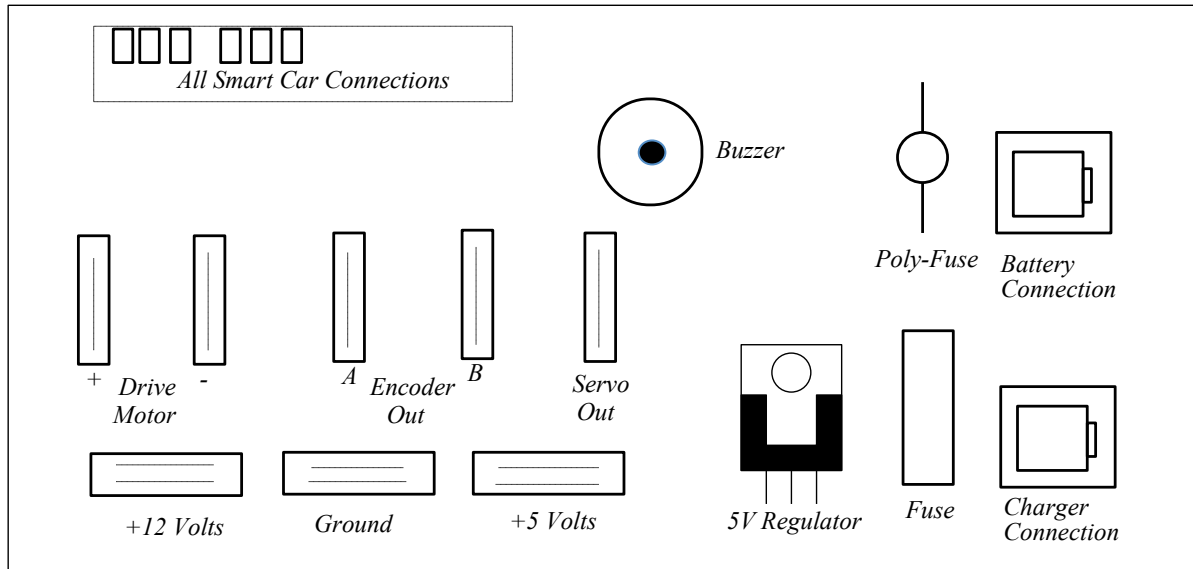 All Smart Car Connections
Buzzer
Poly-Fuse
Battery
Connection
+ Drive -
Motor
A Encoder B
Out
Servo
Out
+12 Volts
Ground
+5 Volts
5V Regulator
Fuse
Charger
Connection